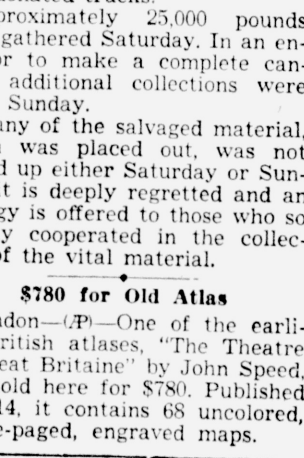 proximately 25,000 pounds
gathered Saturday. In an en-
or to make a complete can-
additional collections were
Sunday.
any of the salvaged material,
was placed out, was not
d up either Saturday or Sun-
t is deeply regretted and an
gy is offered to those who so
y cooperated in the collec-
of the vital material.
$780 for Old Atlas
ndon—(AP)—One of the earli-
ritish atlases, "The Theatre
eat Britaine" by John Speed,
old here for $780. Published
14, it contains 68 uncolored,
e-paged, engraved maps.